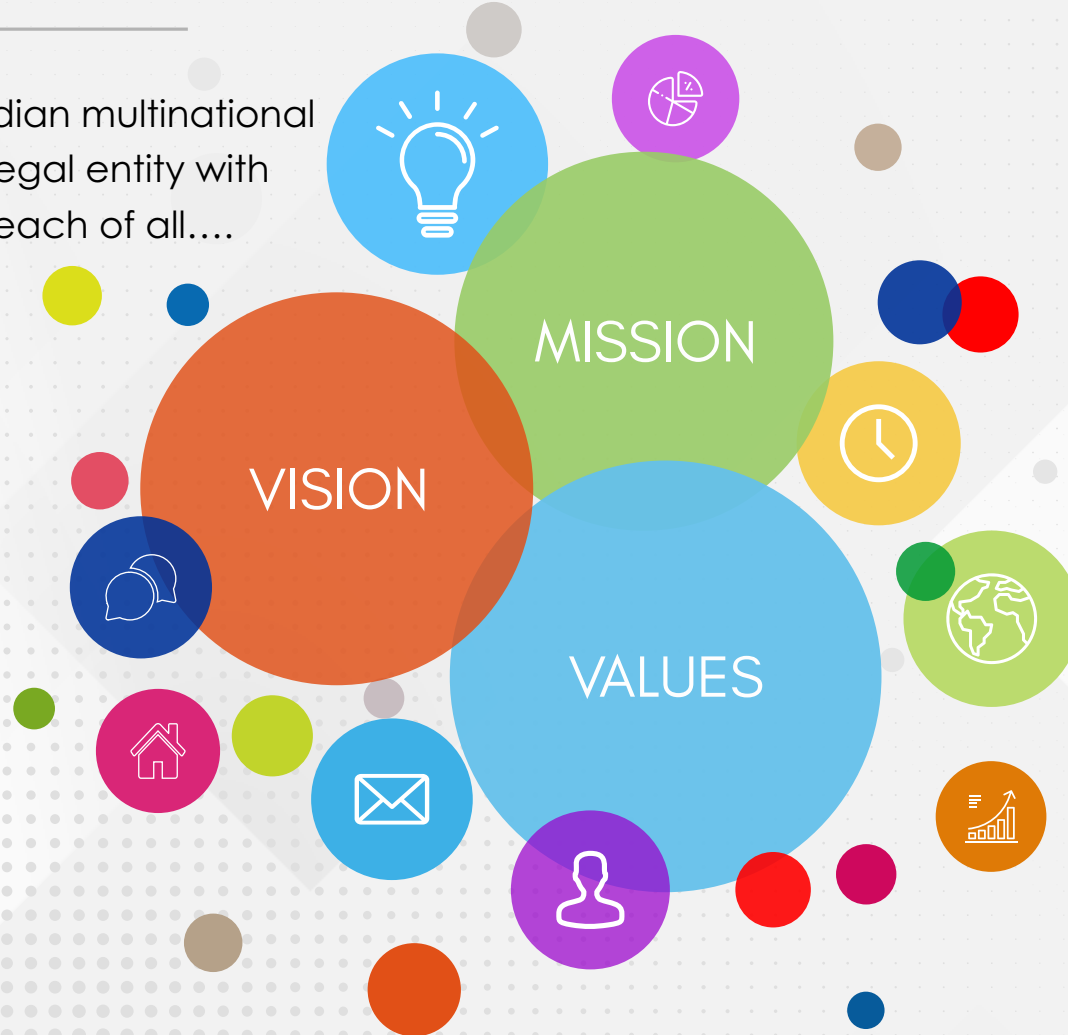 dian multinational
egal entity with
each of all....
MISSION
VISION
VALUES